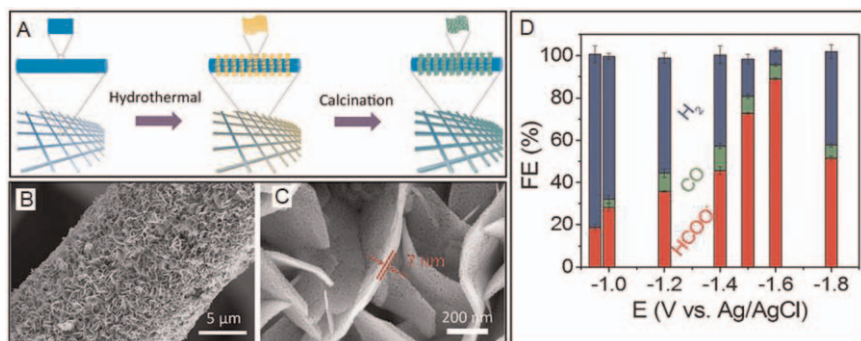 A
Hydrothermal
Calcination
B
5 μm
C
7 μm
200 nm
D
FE (%)
100
80
60
40
20
0
H2
CO
HCOO-
-1.0
-1.2
-1.4
-1.6
-1.8
E (V vs. Ag/AgCl)